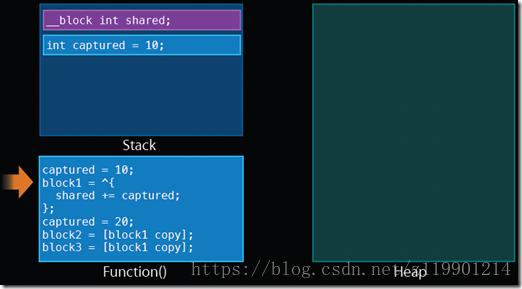 __block int shared;
int captured = 10;
Stack
captured = 10;
block1 = ^{
shared += captured;
};
captured = 20;
block2 = [block1 copy];
block3 = [block1 copy];
Function()
Heap
https://blog.csdn.net/zl19901214